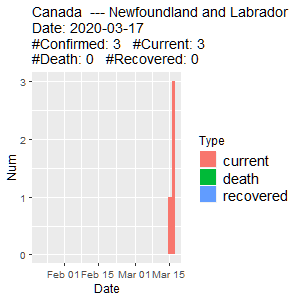 Canada  --- Newfoundland and Labrador
Date: 2020-03-17
#Confirmed: 3   #Current: 3
#Death: 0   #Recovered: 0
3
2
1
0
Num
Feb 01 Feb 15 Mar 01 Mar 15
Date
Type
current
death
recovered